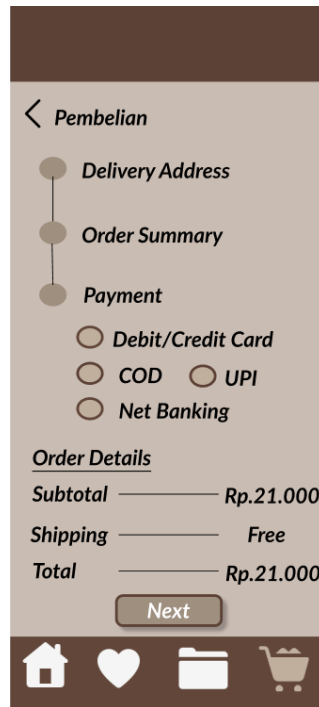 Pembelian
Delivery Address
Order Summary
Payment
Debit/Credit Card
COD UPI
Net Banking
Order Details
Subtotal Rp.21.000
Shipping Free
Total Rp.21.000
Next